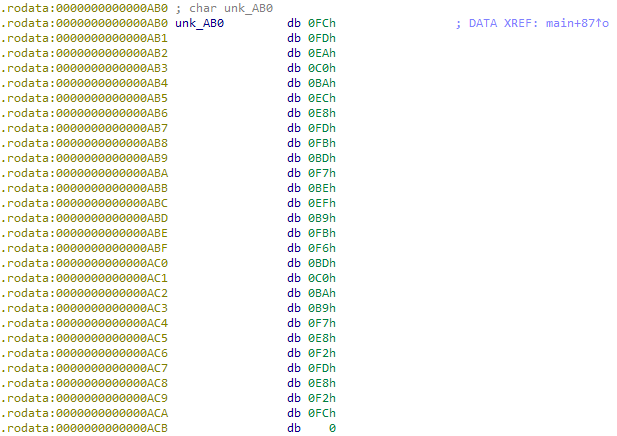 .rodata:0000000000000AB0 ; char unk_AB0
.rodata:0000000000000AB0 unk_AB0 db 0FCh ; DATA XREF: main+87↑o
.rodata:0000000000000AB1 db 0FDh
.rodata:0000000000000AB2 db 0EAh
.rodata:0000000000000AB3 db 0C0h
.rodata:0000000000000AB4 db 0BAh
.rodata:0000000000000AB5 db 0ECh
.rodata:0000000000000AB6 db 0E8h
.rodata:0000000000000AB7 db 0FDh
.rodata:0000000000000AB8 db 0FBh
.rodata:0000000000000AB9 db 0BDh
.rodata:0000000000000ABA db 0F7h
.rodata:0000000000000ABB db 0BEh
.rodata:0000000000000ABC db 0EFh
.rodata:0000000000000ABD db 0B9h
.rodata:0000000000000ABE db 0FBh
.rodata:0000000000000ABF db 0F6h
.rodata:0000000000000AC0 db 0BDh
.rodata:0000000000000AC1 db 0C0h
.rodata:0000000000000AC2 db 0BAh
.rodata:0000000000000AC3 db 0B9h
.rodata:0000000000000AC4 db 0F7h
.rodata:0000000000000AC5 db 0E8h
.rodata:0000000000000AC6 db 0F2h
.rodata:0000000000000AC7 db 0FDh
.rodata:0000000000000AC8 db 0E8h
.rodata:0000000000000AC9 db 0F2h
.rodata:0000000000000ACA db 0FCh
.rodata:0000000000000ACB db 0